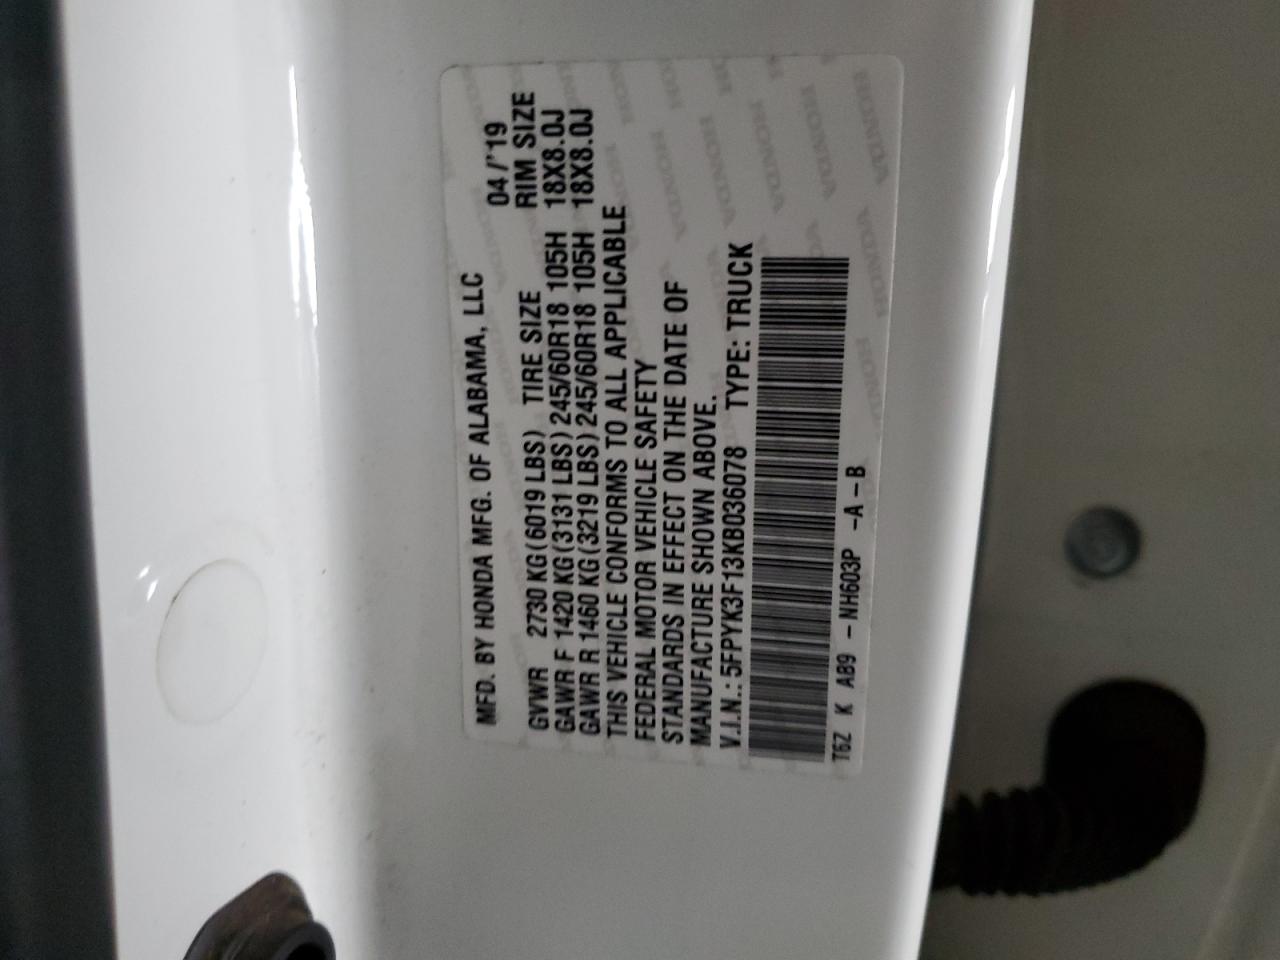 MFD. BY HONDA MFG. OF ALABAMA, LLC 04/'19
GVWR 2730 KG(6019 LBS) TIRE SIZE RIM SIZE
GAWR F 1420 KG(3131 LBS)245/60R18 105H 18X8.0J
GAWR R 1460 KG(3219 LBS)245/60R18 105H 18X8.0J
THIS VEHICLE CONFORMS TO ALL APPLICABLE
FEDERAL MOTOR VEHICLE SAFETY
STANDARDS IN EFFECT ON THE DATE OF
MANUFACTURE SHOWN ABOVE.
V.I.N.:5FPYK3F13KB036078 TYPE:TRUCK
T6Z K AB9 -NH603P -A-B